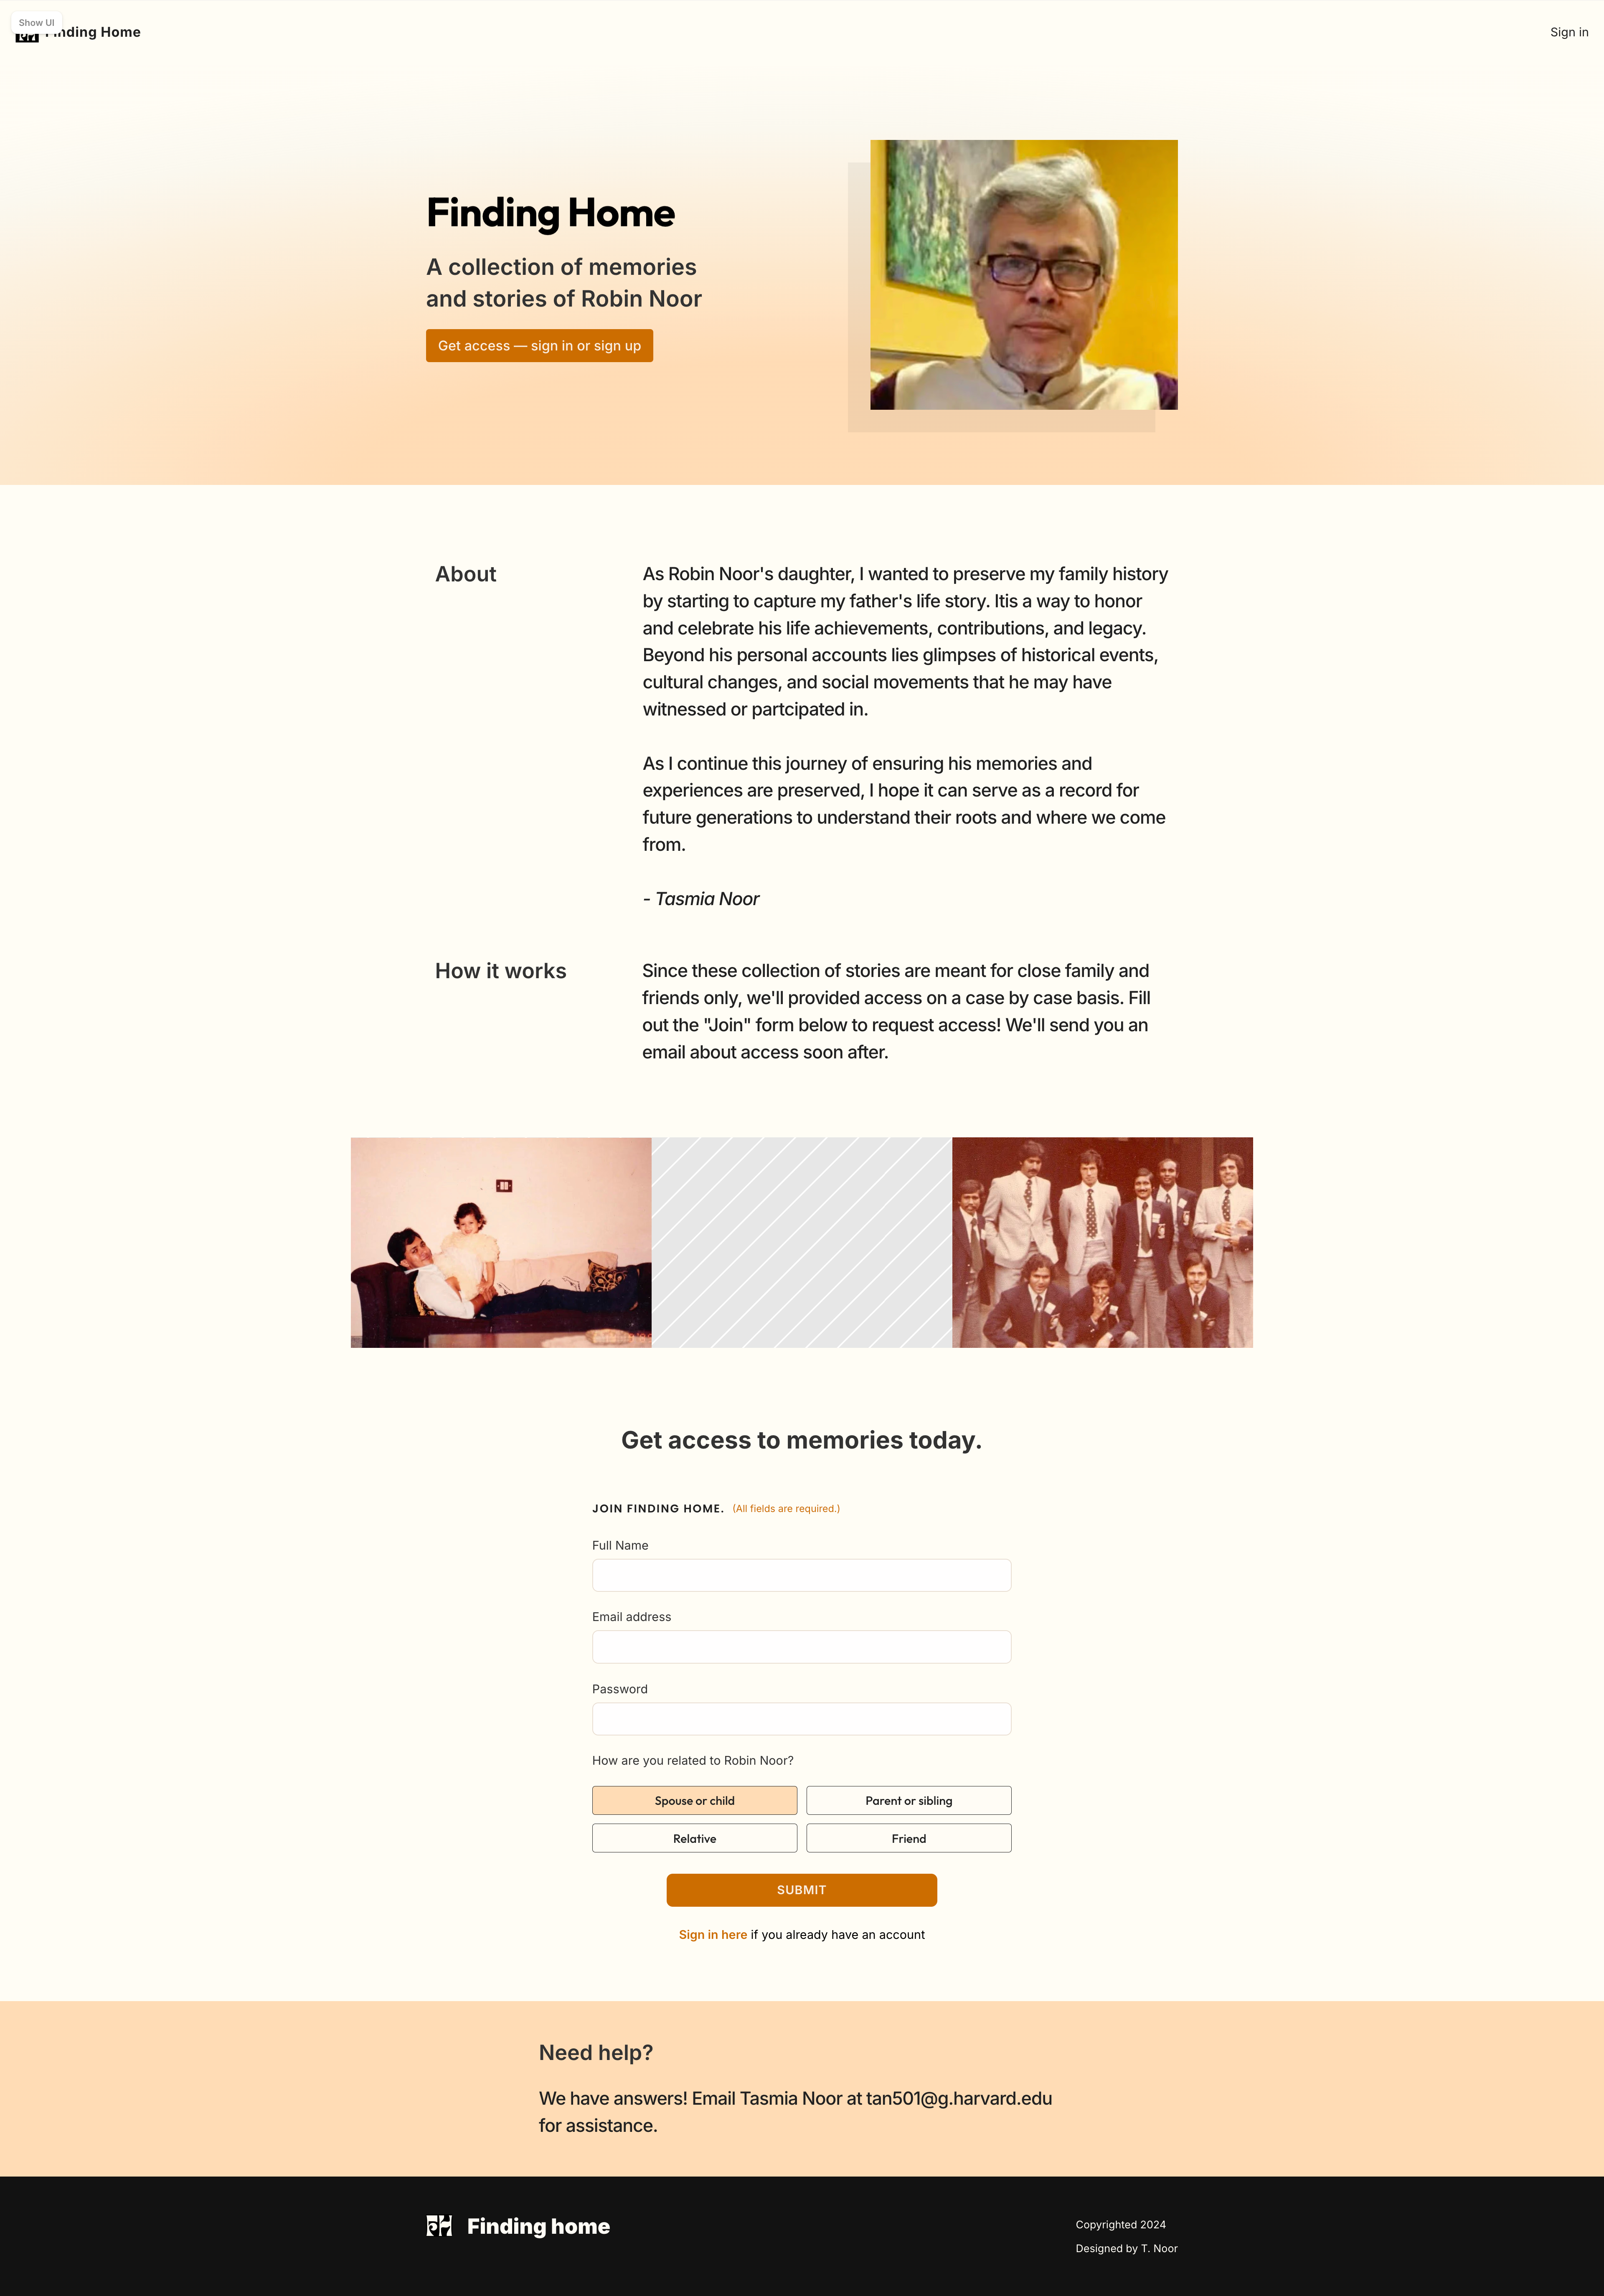 Show UI
Finding Home
Sign in
Finding Home
A collection of memories
and stories of Robin Noor
Get access — sign in or sign up
About
As Robin Noor's daughter, I wanted to preserve my family history
by starting to capture my father's life story. Itis a way to honor
and celebrate his life achievements, contributions, and legacy.
Beyond his personal accounts lies glimpses of historical events,
cultural changes, and social movements that he may have
witnessed or partcipated in.
As I continue this journey of ensuring his memories and
experiences are preserved, I hope it can serve as a record for
future generations to understand their roots and where we come
from.
- Tasmia Noor
How it works
Since these collection of stories are meant for close family and
friends only, we'll provided access on a case by case basis. Fill
out the "Join" form below to request access! We'll send you an
email about access soon after.
Get access to memories today.
JOIN FINDING HOME. (All fields are required.)
Full Name
Email address
Password
How are you related to Robin Noor?
Spouse or child
Parent or sibling
Relative
Friend
SUBMIT
Sign in here if you already have an account
Need help?
We have answers! Email Tasmia Noor at tan501@g.harvard.edu
for assistance.
Finding home
Copyrighted 2024
Designed by T. Noor